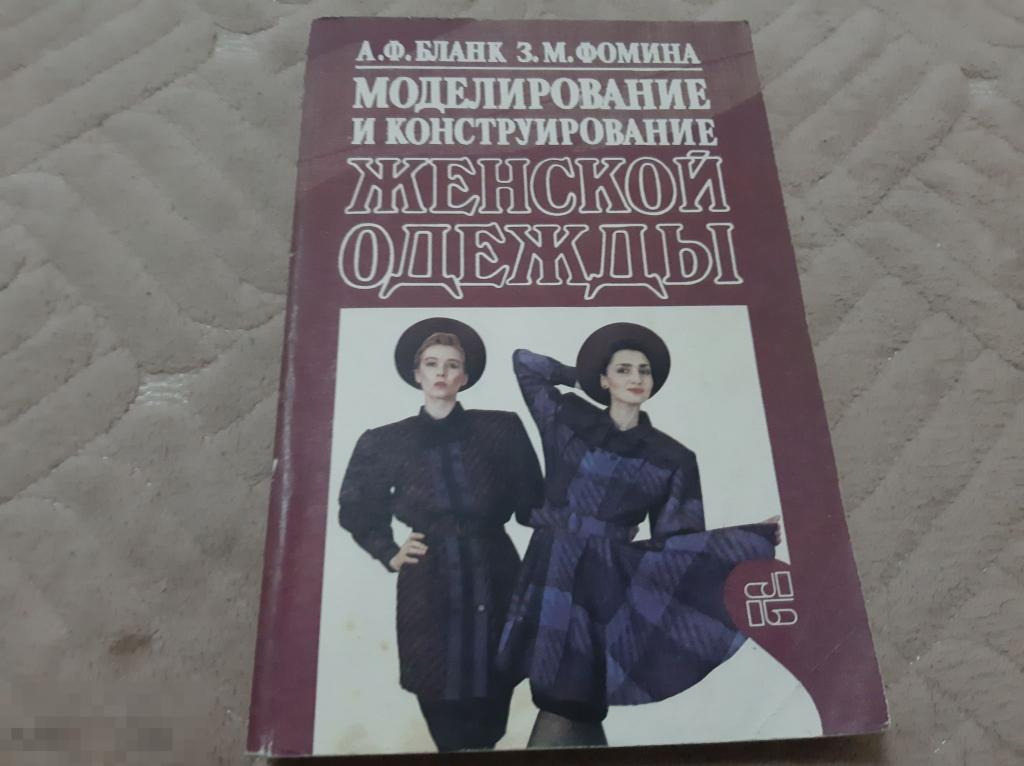 А.Ф.БЛАНК З.М.ФОМИНА
МОДЕЛИРОВАНИЕ
И КОНСТРУИРОВАНИЕ
ЖЕНСКОЙ
ОДЕЖДЫ